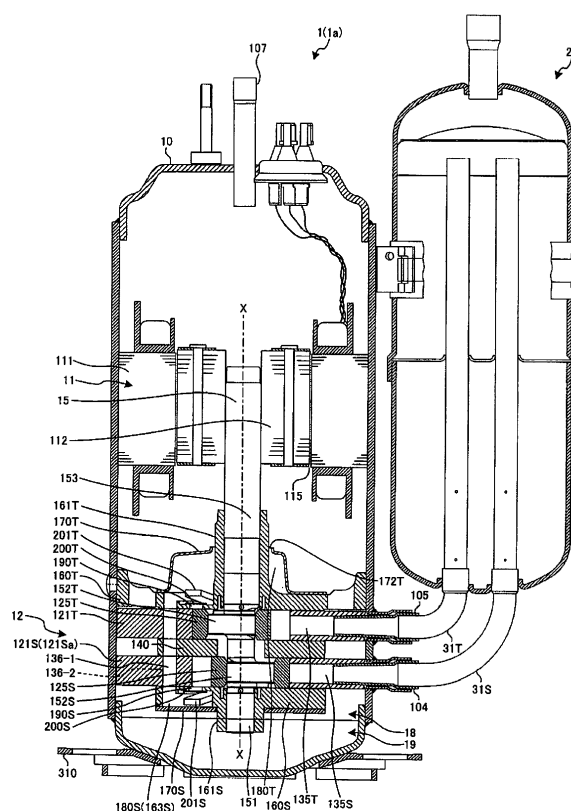 1(1a)
107
2
10
X
111
11
15
112
153
115
161T
170T
201T
200T
190T
160T
152T
125T
121T
12
140
121S(121Sa)
136-1
136-2
125S
152S
190S
200S
310
172T
105
31T
31S
104
18
19
X
180S(163S)
170S
201S
161S
151
180T
160S
135T
135S